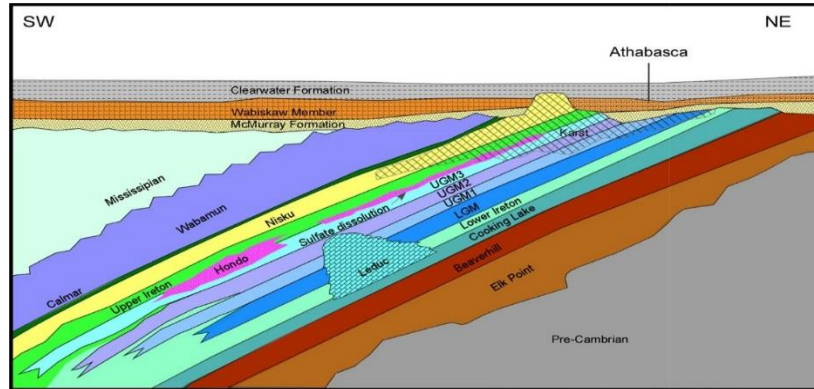 SW
NE
Athabasca
Clearwater Formation
Wabiskaw Member
McMurray Formation
Karst
Mississipian
Wabamun
UGM3
UGM2
UGM1
LGM
Nisku
Sulfate dissolution
Lower Ireton
Cooking Lake
Beaverhill
Hondo
Leduc
Calmar
Upper Ireton
Elk Point
Pre-Cambrian